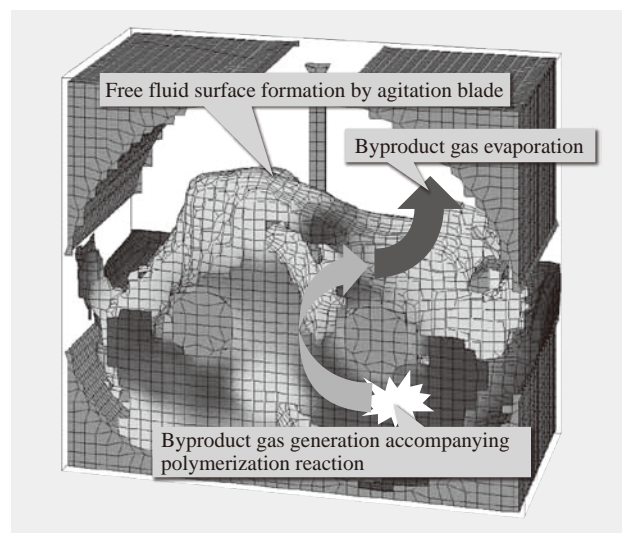 Free fluid surface formation by agitation blade
Byproduct gas evaporation
Byproduct gas generation accompanying
polymerization reaction